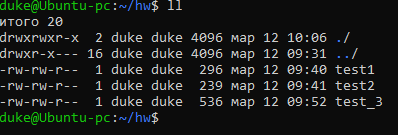 duke@Ubuntu-pc:~/hw$ ll
итого 20
drwxrwxr-x  2 duke duke 4096 мар 12 10:06 ./
drwxr-x--- 16 duke duke 4096 мар 12 09:31 ../
-rw-rw-r--  1 duke duke  296 мар 12 09:40 test1
-rw-rw-r--  1 duke duke  239 мар 12 09:41 test2
-rw-rw-r--  1 duke duke  536 мар 12 09:52 test_3
duke@Ubuntu-pc:~/hw$